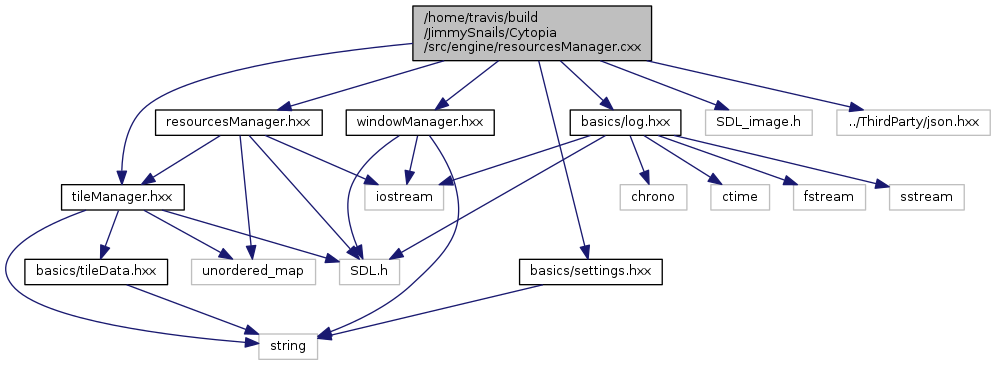 /home/travis/build
/JimmySnails/Cytopia
/src/engine/resourcesManager.cxx
resourcesManager.hxx
windowManager.hxx
basics/log.hxx
SDL_image.h
../ThirdParty/json.hxx
tileManager.hxx
iostream
chrono
ctime
fstream
sstream
basics/tileData.hxx
unordered_map
SDL.h
basics/settings.hxx
string